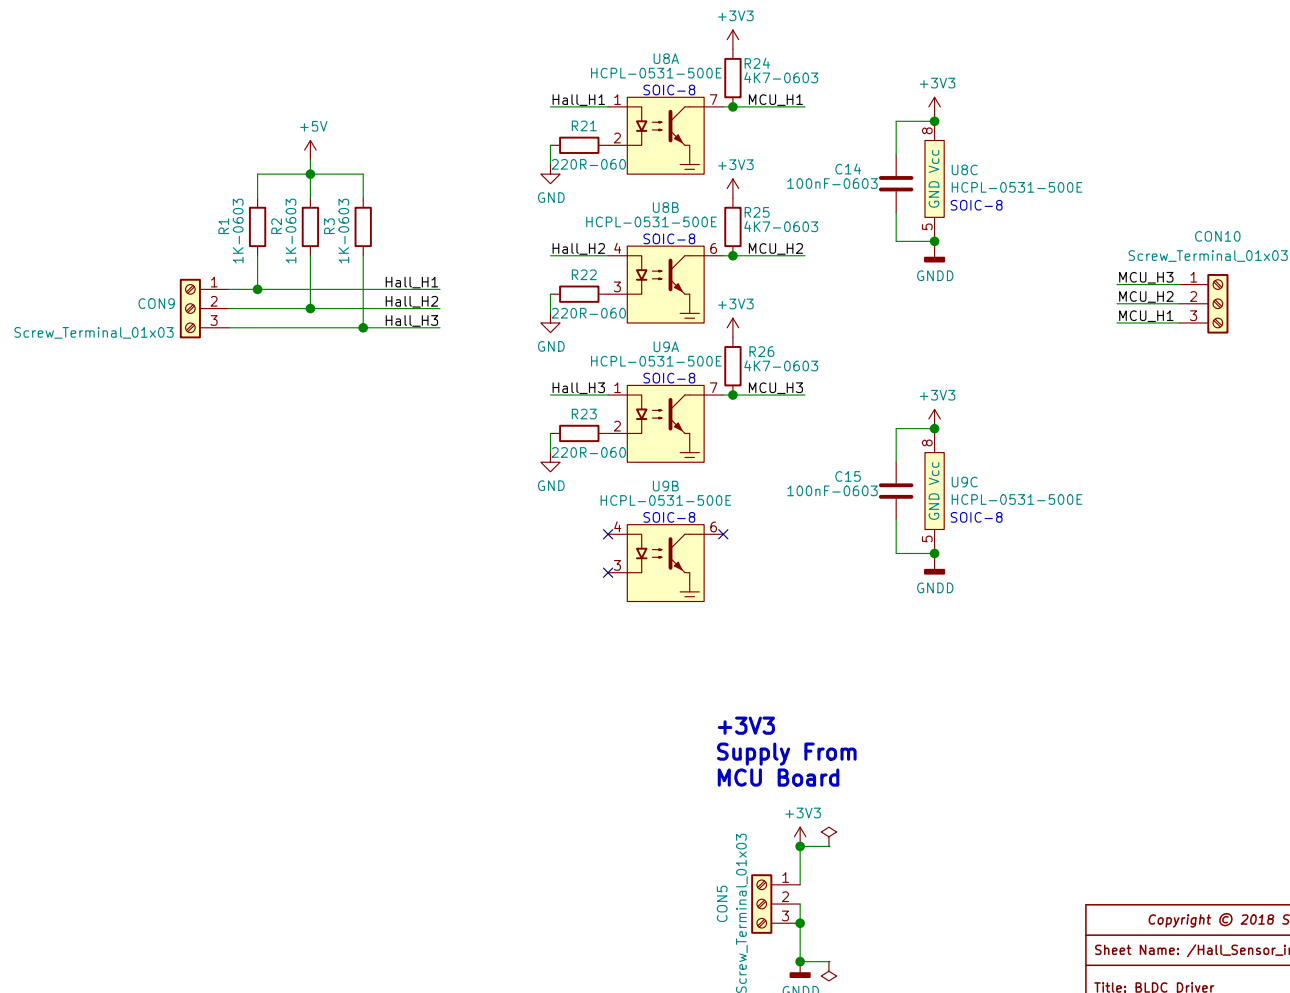 +3V3
U8A
HCPL-0531-500E
SOIC-8
R24
4K7-0603
Hall_H1
1
7
MCU_H1
R21
2
220R-060
GND
+3V3
U8B
HCPL-0531-500E
SOIC-8
R25
4K7-0603
Hall_H2
4
6
MCU_H2
R22
3
220R-060
GND
+3V3
U9A
HCPL-0531-500E
SOIC-8
R26
4K7-0603
Hall_H3
1
7
MCU_H3
R23
2
220R-060
GND
U9B
HCPL-0531-500E
SOIC-8
4
6
3
+5V
R1
1K-0603
R2
1K-0603
R3
1K-0603
CON9
Screw_Terminal_01x03
1
Hall_H1
2
Hall_H2
3
Hall_H3
+3V3
8
C14
100nF-0603
GND Vcc
U8C
HCPL-0531-500E
SOIC-8
5
GNDD
+3V3
8
C15
100nF-0603
GND Vcc
U9C
HCPL-0531-500E
SOIC-8
5
GNDD
CON10
Screw_Terminal_01x03
MCU_H3 1
MCU_H2 2
MCU_H1 3
+3V3
Supply From
MCU Board
+3V3
CON5
Screw_Terminal_01x03
1
2
3
GNDD
Copyright © 2018 S
Sheet Name: /Hall_Sensor_i
Title: BLDC Driver